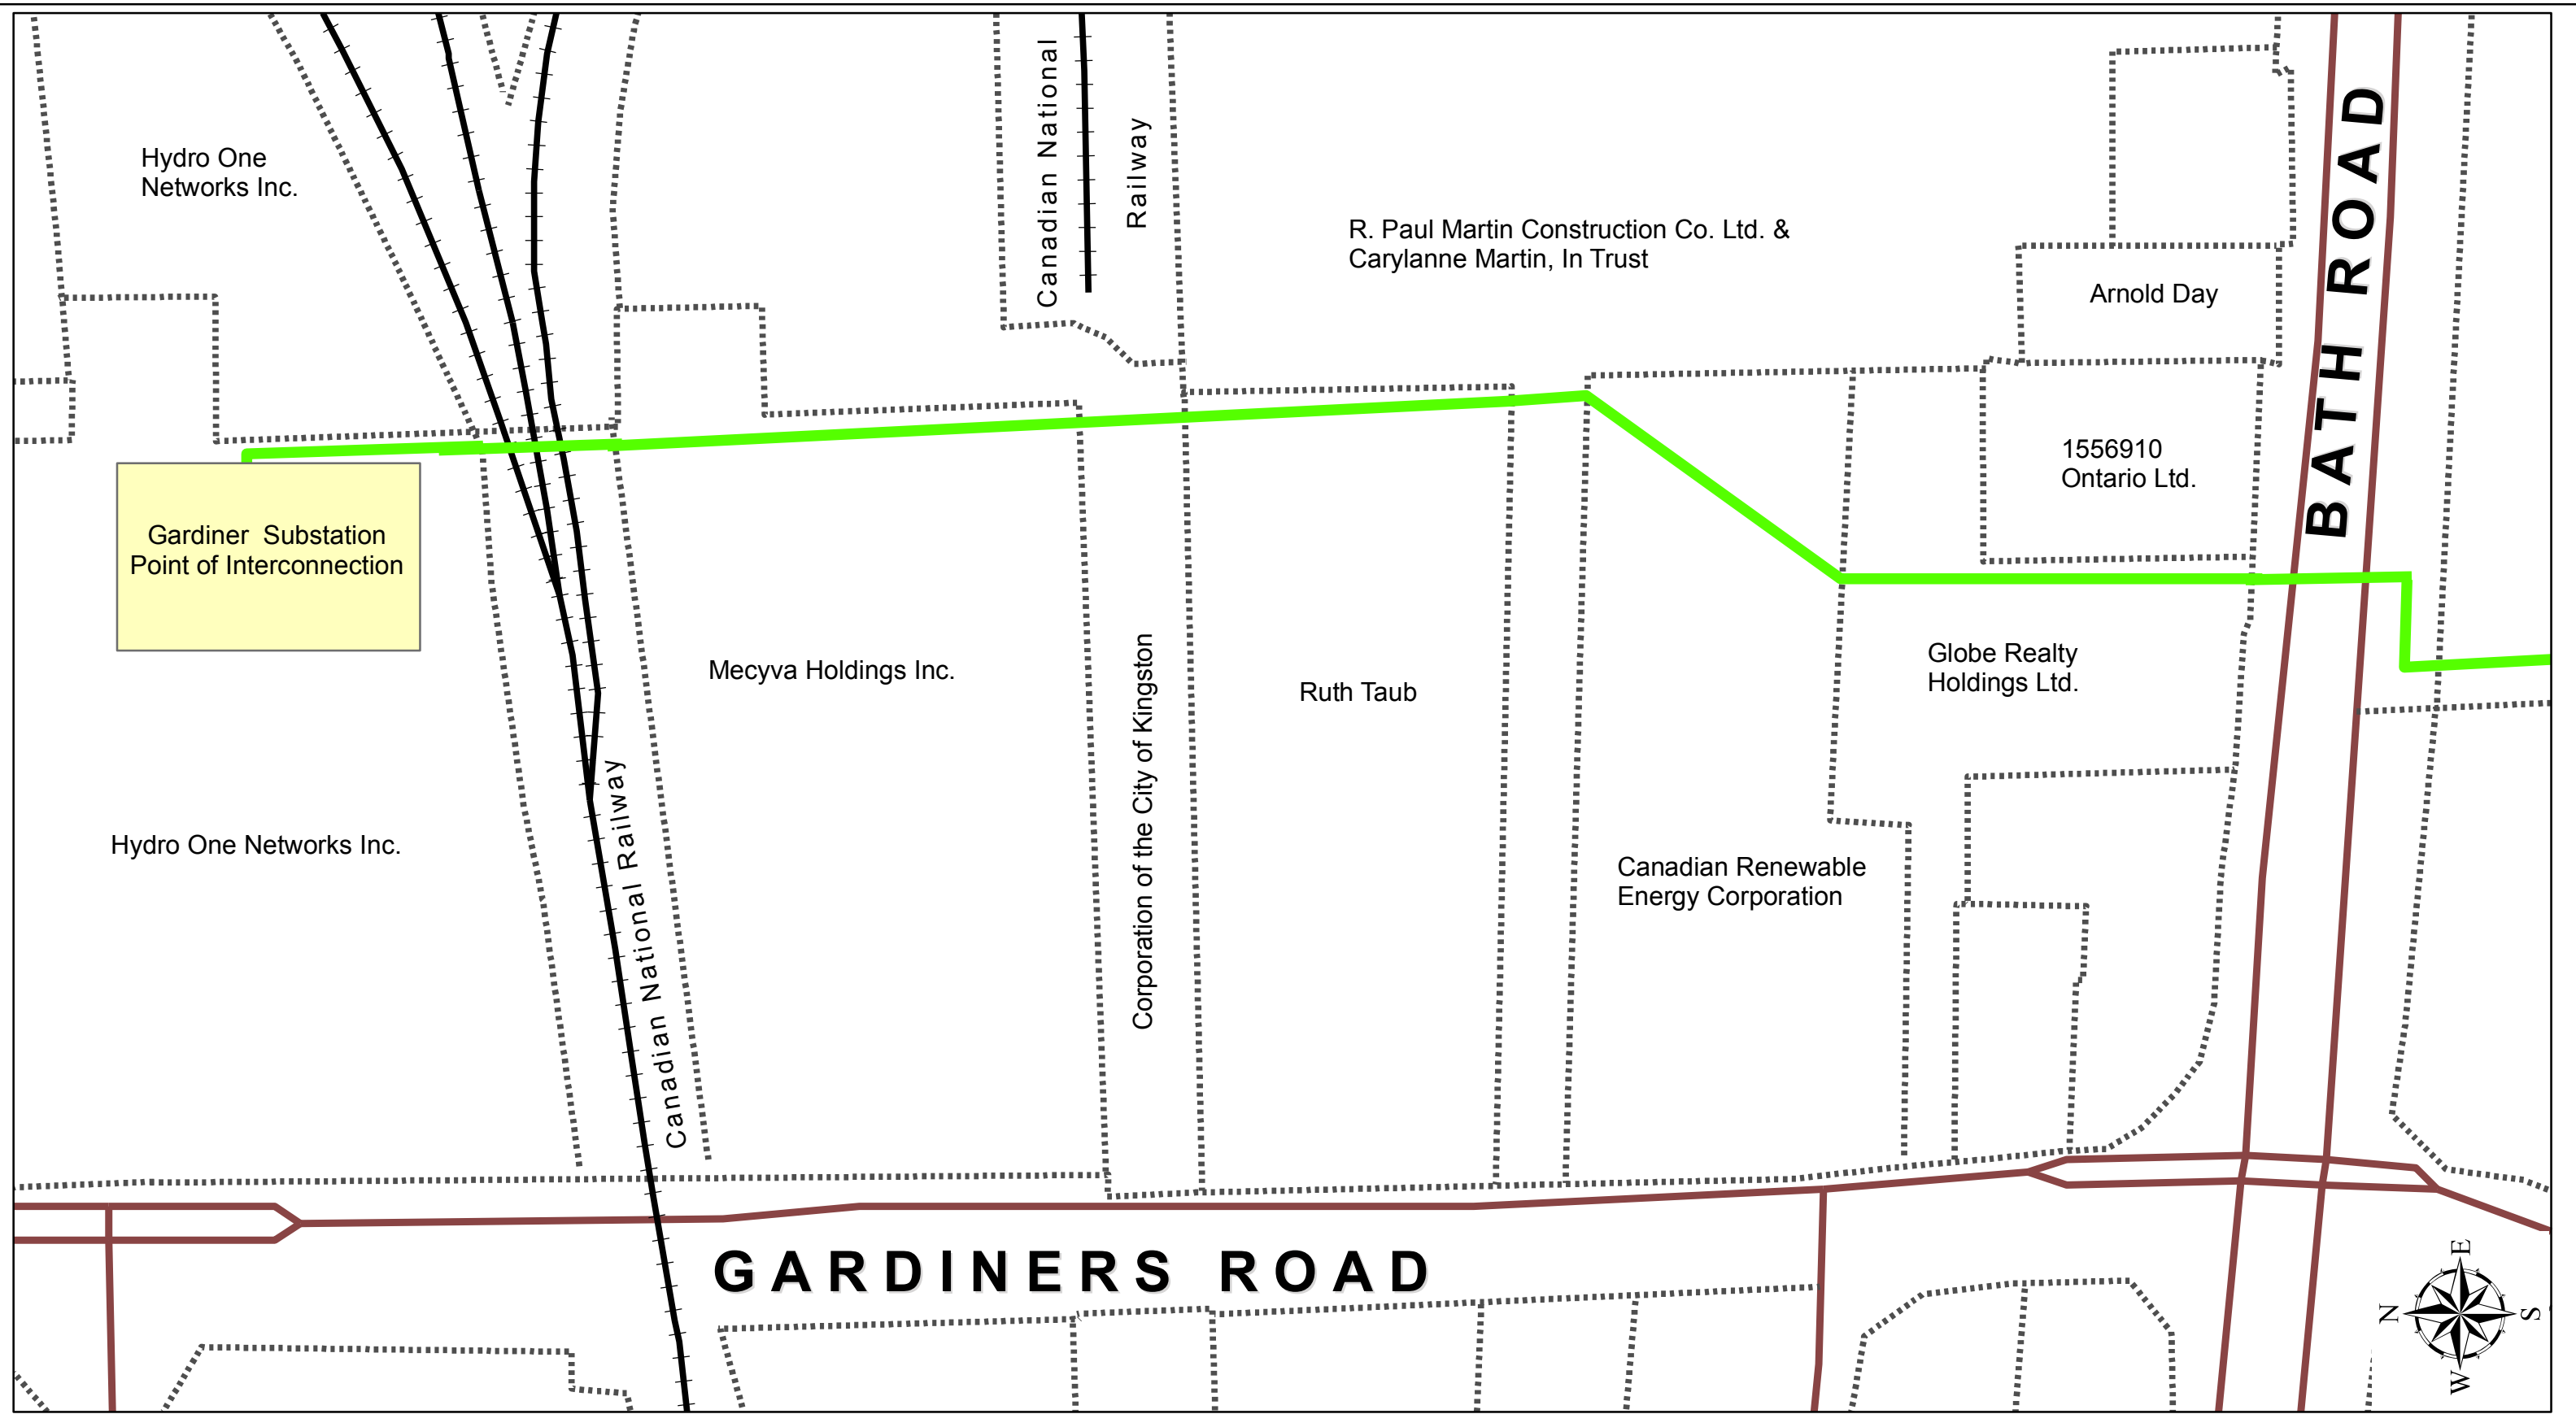 Hydro One
Networks Inc.
Canadian National
Railway
R. Paul Martin Construction Co. Ltd. &
Carylanne Martin, In Trust
Arnold Day
BATH ROAD
1556910
Ontario Ltd.
Gardiner Substation
Point of Interconnection
Mecyva Holdings Inc.
Corporation of the City of Kingston
Ruth Taub
Globe Realty
Holdings Ltd.
Hydro One Networks Inc.
Canadian National Railway
Canadian Renewable
Energy Corporation
GARDINERS ROAD
E
N
S
W